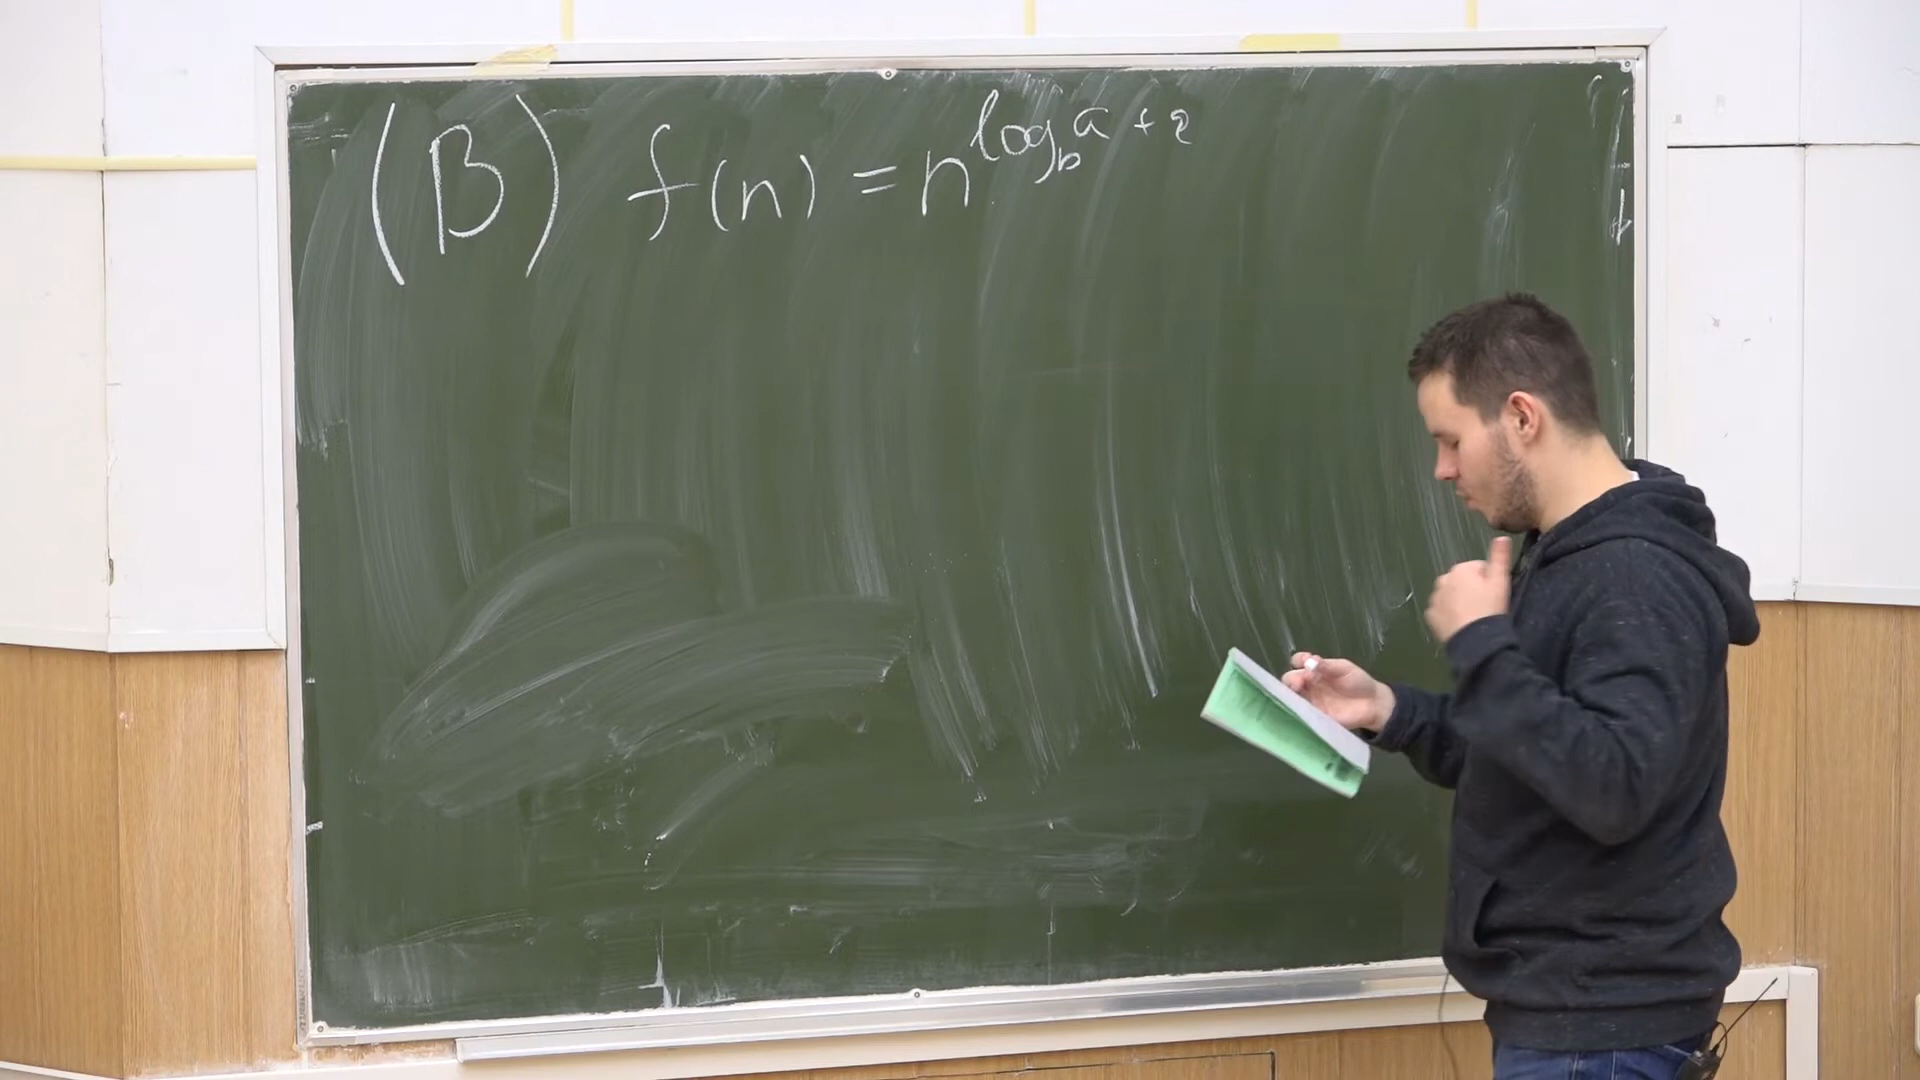 (B) f(n) = n^{log_b a + ε}